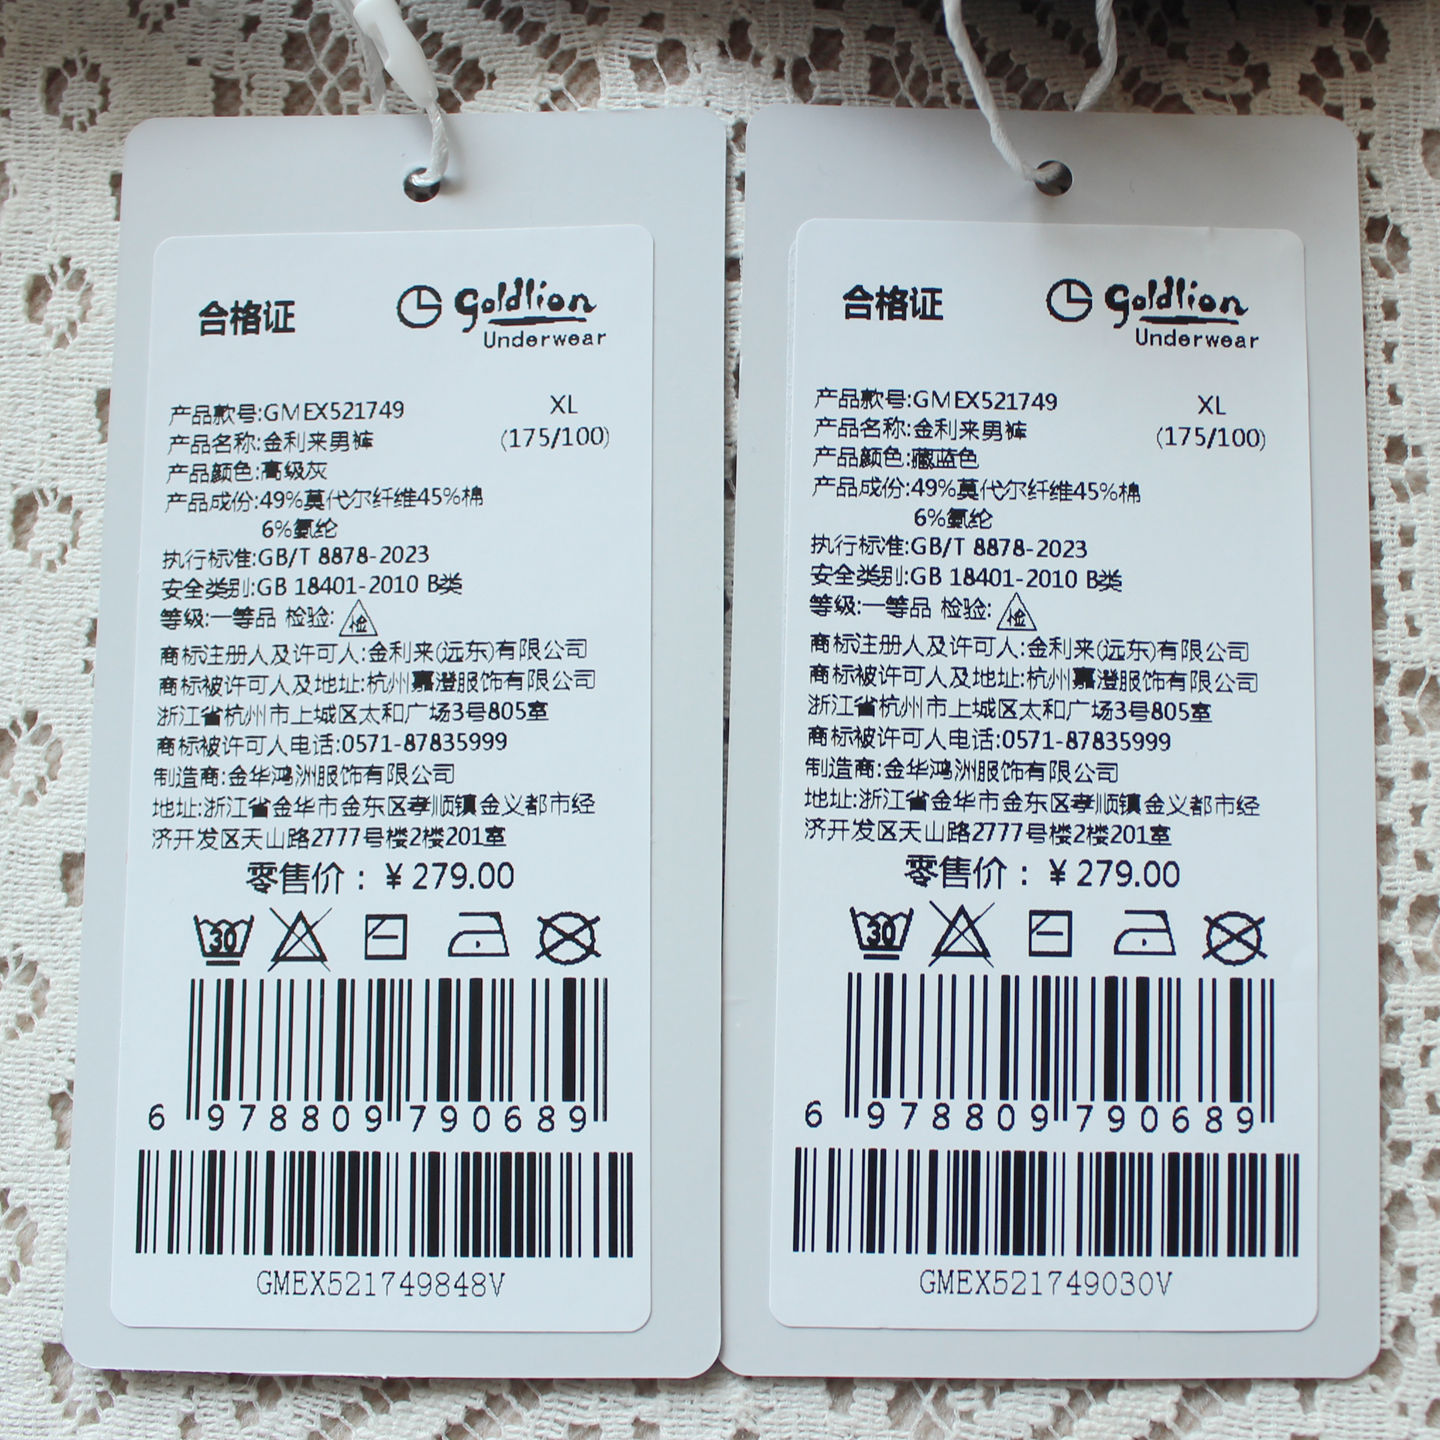 合格证
goldlion
Underwear
产品款号:GMEX521749
XL
产品名称:金利来男裤
(175/100)
产品颜色:高级灰
产品成份:49%莫代尔纤维45%棉
6%氨纶
执行标准:GB/T 8878-2023
安全类别:GB 18401-2010 B类
等级:一等品 检验:检
商标注册人及许可人:金利来(远东)有限公司
商标被许可人及地址:杭州嘉澄服饰有限公司
浙江省杭州市上城区太和广场3号805室
商标被许可人电话:0571-87835999
制造商:金华鸿洲服饰有限公司
地址:浙江省金华市金东区孝顺镇金义都市经
济开发区天山路2777号楼2楼201室
零售价：￥279.00
30
6 978809 790689
GMEX521749848V
合格证
goldlion
Underwear
产品款号:GMEX521749
XL
产品名称:金利来男裤
(175/100)
产品颜色:藏蓝色
产品成份:49%莫代尔纤维45%棉
6%氨纶
执行标准:GB/T 8878-2023
安全类别:GB 18401-2010 B类
等级:一等品 检验:检
商标注册人及许可人:金利来(远东)有限公司
商标被许可人及地址:杭州嘉澄服饰有限公司
浙江省杭州市上城区太和广场3号805室
商标被许可人电话:0571-87835999
制造商:金华鸿洲服饰有限公司
地址:浙江省金华市金东区孝顺镇金义都市经
济开发区天山路2777号楼2楼201室
零售价：￥279.00
30
6 978809 790689
GMEX521749030V